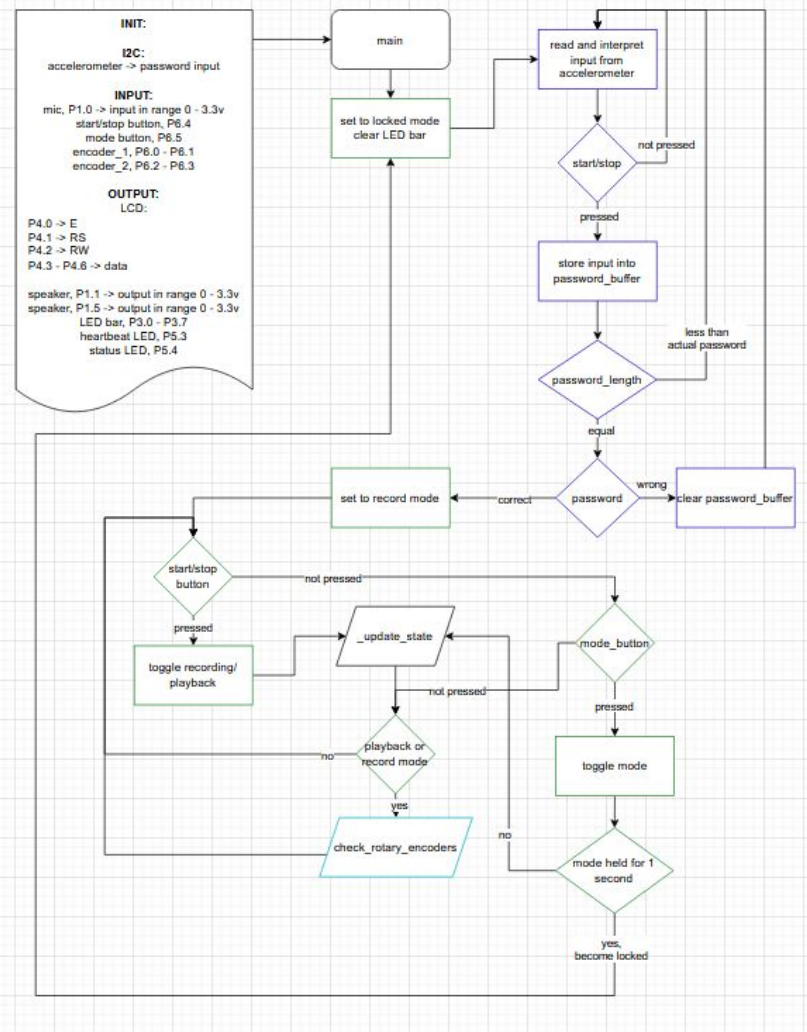 INIT:
I2C:
accelerometer -> password input
INPUT:
mic, P1.0 -> input in range 0 - 3.3v
start/stop button, P6.4
mode button, P6.5
encoder_1, P6.0 - P6.1
encoder_2, P6.2 - P6.3
OUTPUT:
LCD:
P4.0 -> E
P4.1 -> RS
P4.2 -> RW
P4.3 - P4.6 -> data
speaker, P1.1 -> output in range 0 - 3.3v
speaker, P1.5 -> output in range 0 - 3.3v
LED bar, P3.0 - P3.7
heartbeat LED, P5.3
status LED, P5.4
main
set to locked mode
clear LED bar
read and interpret
input from
accelerometer
start/stop
not pressed
pressed
store input into
password_buffer
less than
actual password
password_length
equal
password
wrong
clear password_buffer
correct
set to record mode
start/stop
button
not pressed
pressed
toggle recording/
playback
_update_state
mode_button
not pressed
pressed
playback or
record mode
no
yes
check_rotary_encoders
toggle mode
mode held for 1
second
no
yes,
become locked